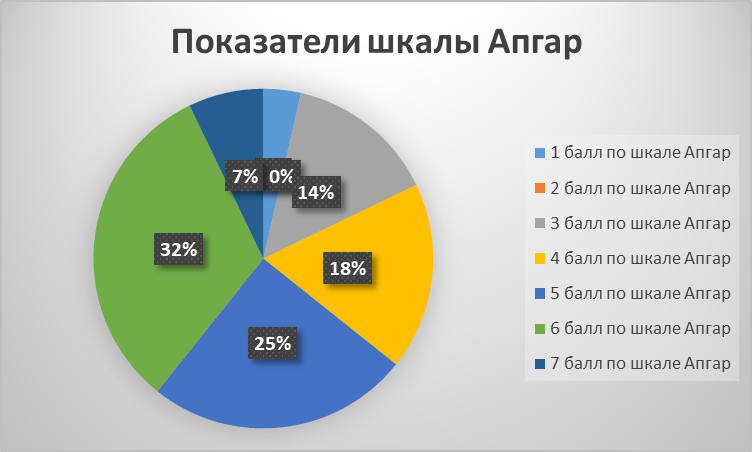 Показатели шкалы Апгар
7%
0%
14%
32%
18%
25%
1 балл по шкале Апгар
2 балл по шкале Апгар
3 балл по шкале Апгар
4 балл по шкале Апгар
5 балл по шкале Апгар
6 балл по шкале Апгар
7 балл по шкале Апгар